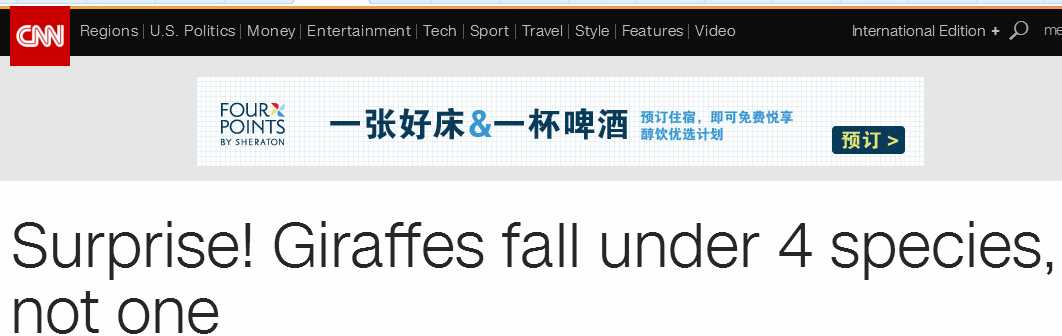 CNN
Regions | U.S. Politics | Money | Entertainment | Tech | Sport | Travel | Style | Features | Video
International Edition +
me
FOUR
POINTS
BY SHERATON
一张好床&一杯啤酒
预订住宿，即可免费悦享
醇饮优选计划
预订 >
Surprise! Giraffes fall under 4 species,
not one